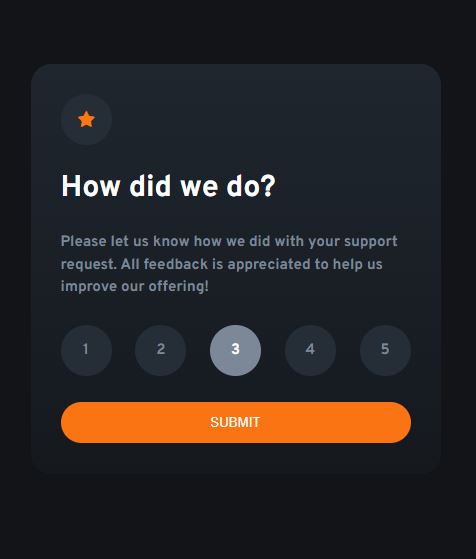 How did we do?
Please let us know how we did with your support
request. All feedback is appreciated to help us
improve our offering!
1 2 3 4 5
SUBMIT